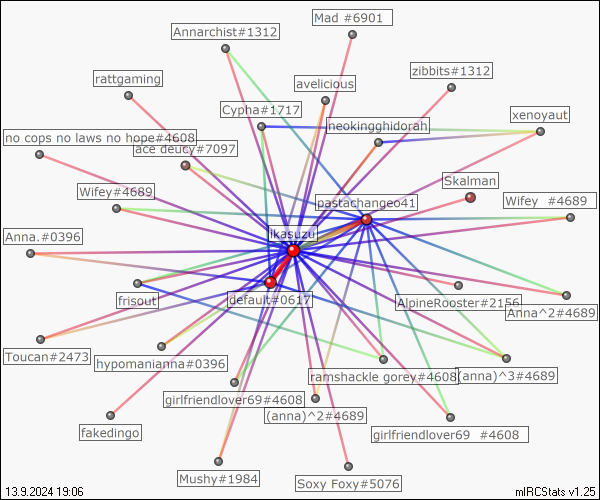 Mad #6901
Annarchist#1312
zibbits#1312
rattgaming
avelicious
Cypha#1717
xenoyaut
neokingghidorah
no cops no laws no hope#4608
ace deucy#7097
Skalman
Wifey#4689
pastachangeo41
Wifey #4689
ikasuzu
Anna.#0396
frisout
default#0617
AlpineRooster#2156
Anna^2#4689
Toucan#2473
hypomanianna#0396
ramshackle gorey#4608
(anna)^3#4689
girlfriendlover69#4608
(anna)^2#4689
fakedingo
girlfriendlover69 #4608
Mushy#1984
Soxy Foxy#5076
13.9.2024 19:06
mIRCStats v1.25